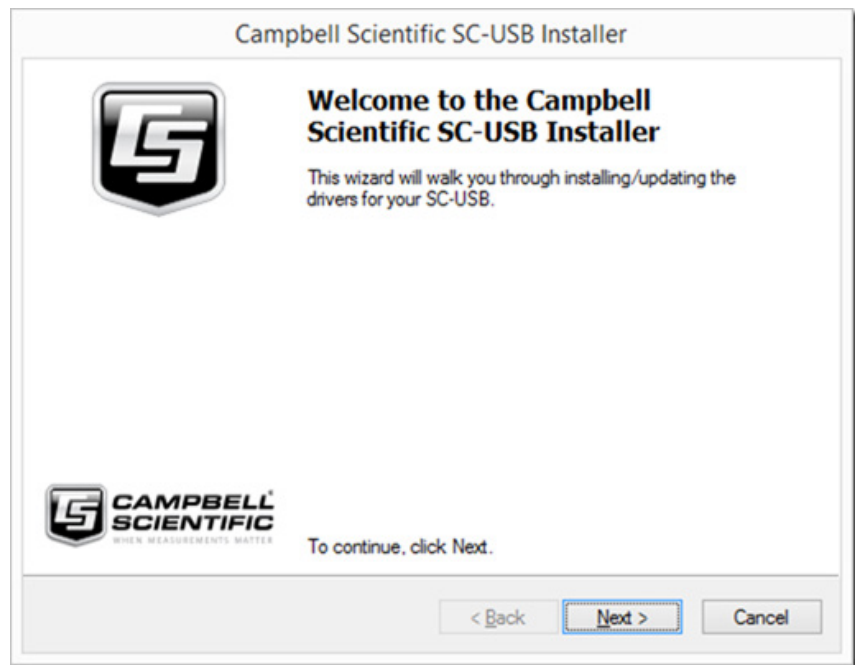 Campbell Scientific SC-USB Installer
Welcome to the Campbell
Scientific SC-USB Installer
This wizard will walk you through installing/updating the
drivers for your SC-USB.
CAMPBELL
SCIENTIFIC
WHEN MEASUREMENTS MATTER
To continue, click Next.
< Back
Next >
Cancel